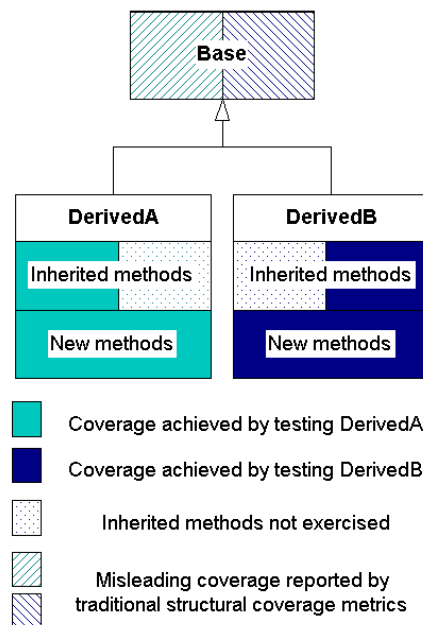 Base
DerivedA
DerivedB
Inherited methods
Inherited methods
New methods
New methods
Coverage achieved by testing DerivedA
Coverage achieved by testing DerivedB
Inherited methods not exercised
Misleading coverage reported by
traditional structural coverage metrics